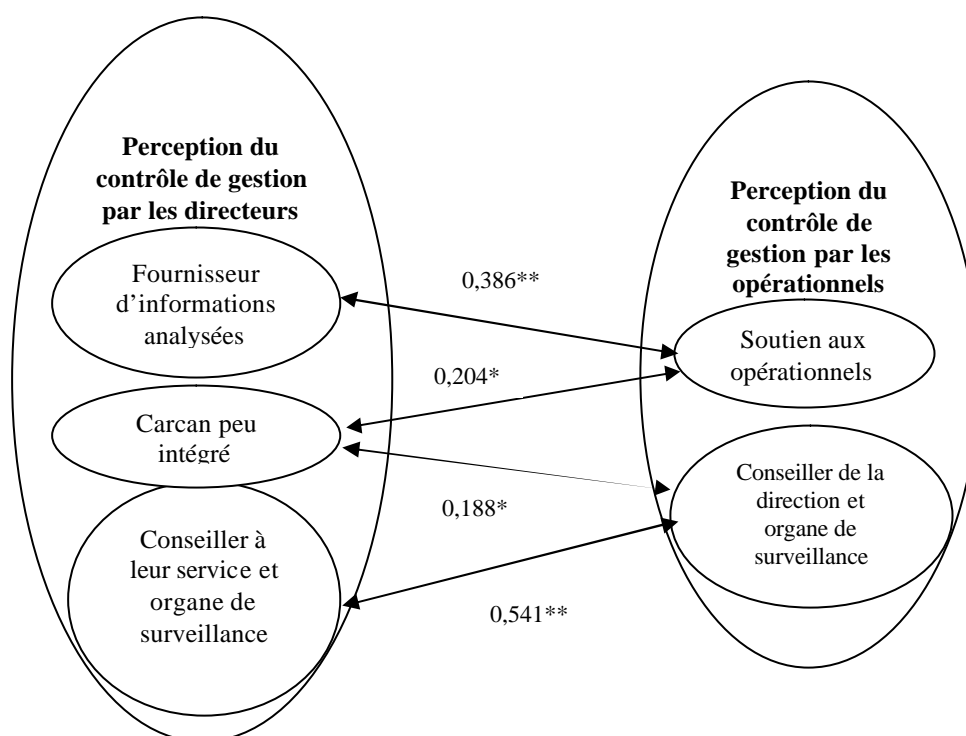 Perception du
contrôle de gestion
par les directeurs
Fournisseur
d'informations
analysées
Carcan peu
intégré
Conseiller à
leur service et
organe de
surveillance
0,386**
0,204*
0,188*
0,541**
Perception du
contrôle de
gestion par les
opérationnels
Soutien aux
opérationnels
Conseiller de la
direction et
organe de
surveillance